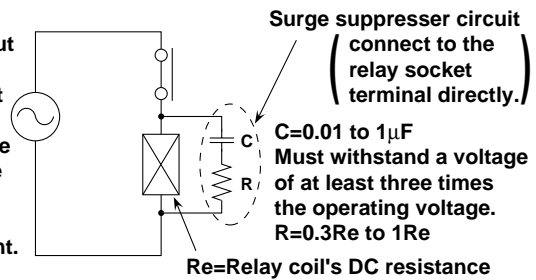 Surge suppresser circuit
(connect to the
relay socket
terminal directly.)
C
R
C=0.01 to 1μF
Must withstand a voltage
of at least three times
the operating voltage.
R=0.3Re to 1Re
Re=Relay coil's DC resistance